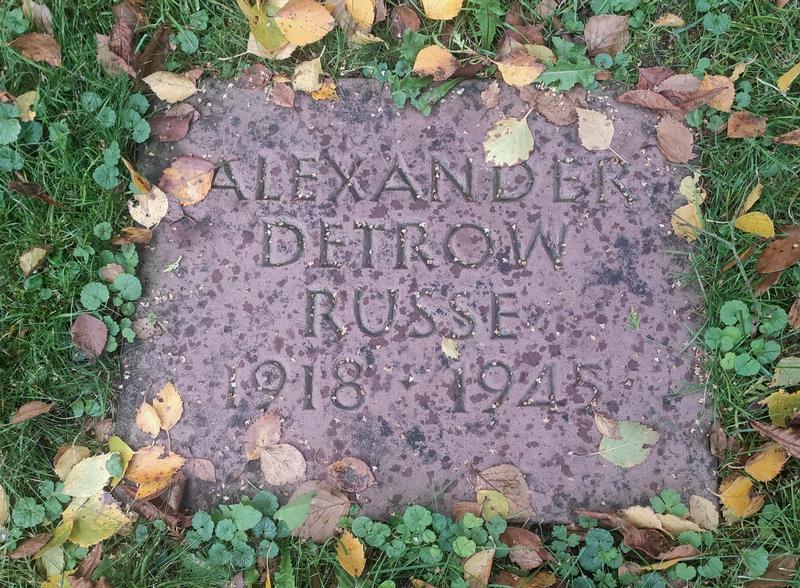 ALEXANDER
DETROW
RUSSE
1918 · 1945